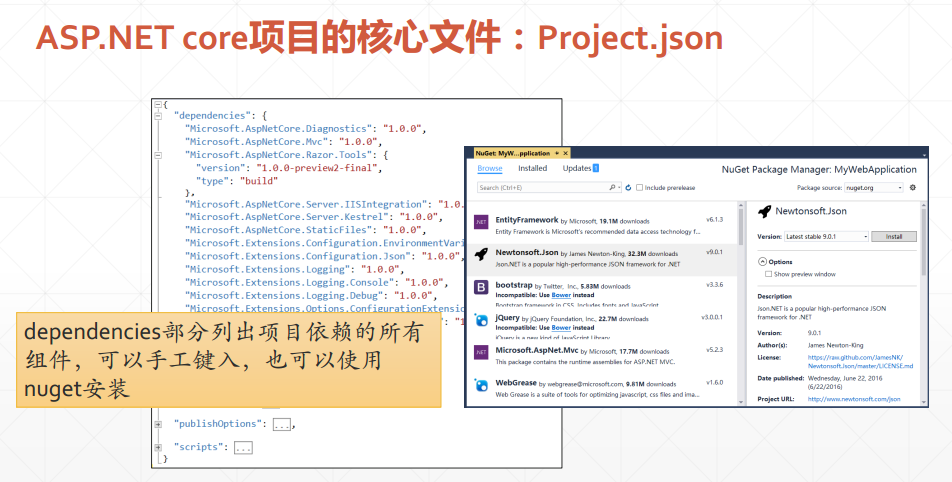 ASP.NET core项目的核心文件：Project.json
{
"dependencies": {
"Microsoft.AspNetCore.Diagnostics": "1.0.0",
"Microsoft.AspNetCore.Mvc": "1.0.0",
"Microsoft.AspNetCore.Razor.Tools": {
"version": "1.0.0-preview2-final",
"type": "build"
},
"Microsoft.AspNetCore.Server.IISIntegration": "1.0.
"Microsoft.AspNetCore.Server.Kestrel": "1.0.0",
"Microsoft.AspNetCore.StaticFiles": "1.0.0",
"Microsoft.Extensions.Configuration.EnvironmentVari
"Microsoft.Extensions.Configuration.Json": "1.0.0",
"Microsoft.Extensions.Logging": "1.0.0",
"Microsoft.Extensions.Logging.Console": "1.0.0",
"Microsoft.Extensions.Logging.Debug": "1.0.0",
"Microsoft.Extensions.Options.ConfigurationExtensio
dependencies部分列出项目依赖的所有
组件，可以手工键入，也可以使用
nuget安装
"publishOptions": {...},
"scripts": {...}
}
NuGet: MyW...pplication
Browse Installed Updates 1
NuGet Package Manager: MyWebApplication
Search (Ctrl+E)
Include prerelease
Package source: nuget.org
.NET
EntityFramework by Microsoft, 19.1M downloads v6.1.3
Entity Framework is Microsoft's recommended data access technology f...
Newtonsoft.Json by James Newton-King, 32.3M downloads v9.0.1
Json.NET is a popular high-performance JSON framework for .NET
B
bootstrap by Twitter, Inc, 5.83M downloads v3.3.6
Incompatible: Use Bower instead
Bootstrap framework in CSS. Includes fonts and JavaScript
jQuery by jQuery Foundation, Inc., 22.7M downloads v3.0.0.1
Incompatible: Use Bower instead
jQuery is a new kind of JavaScript Library.
.NET
Microsoft.AspNet.Mvc by Microsoft, 17.7M downloads v5.2.3
This package contains the runtime assemblies for ASP.NET MVC.
WebGrease by webgrease@microsoft.com, 9.81M downloads v1.6.0
Web Grease is a suite of tools for optimizing javascript, css files and ima...
Newtonsoft.Json
Version: Latest stable 9.0.1 Install
Options
Show preview window
Description
Json.NET is a popular high-performance JSON
framework for .NET
Version: 9.0.1
Author(s): James Newton-King
License: https://raw.github.com/JamesNK/
Newtonsoft.Json/master/LICENSE.md
Date published: Wednesday, June 22, 2016
(6/22/2016)
Project URL: http://www.newtonsoft.com/json